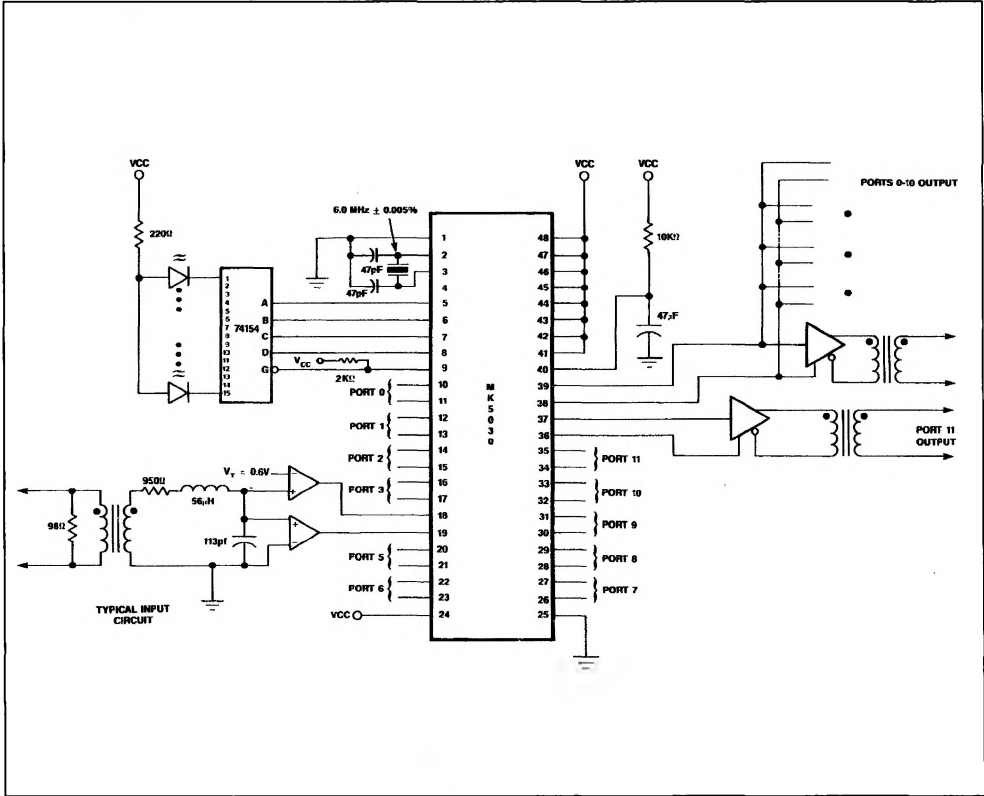 VCC
220Ω
1
2
3
4
5
6
7
8
9
10
11
12
13
14
15
74154
A
B
C
D
G
6.0 MHz ± 0.005%
47pF
47pF
VCC
2KΩ
PORT 0
PORT 1
PORT 2
PORT 3
VT = 0.6V
950Ω
56μH
98Ω
113pf
PORT 5
PORT 6
TYPICAL INPUT
CIRCUIT
VCC
1
2
3
4
5
6
7
8
9
10
11
12
13
14
15
16
17
18
19
20
21
22
23
24
MK5030
48
47
46
45
44
43
42
41
40
39
38
37
36
35
34
33
32
31
30
29
28
27
26
25
VCC
VCC
10KΩ
47μF
PORTS 0-10 OUTPUT
PORT 11
OUTPUT
PORT 11
PORT 10
PORT 9
PORT 8
PORT 7